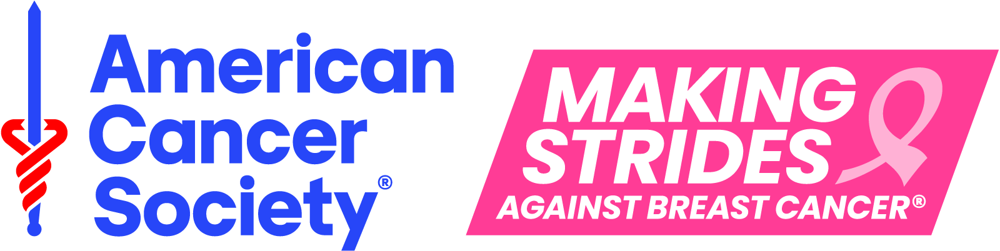 American
Cancer
Society®
MAKING
STRIDES
AGAINST BREAST CANCER®